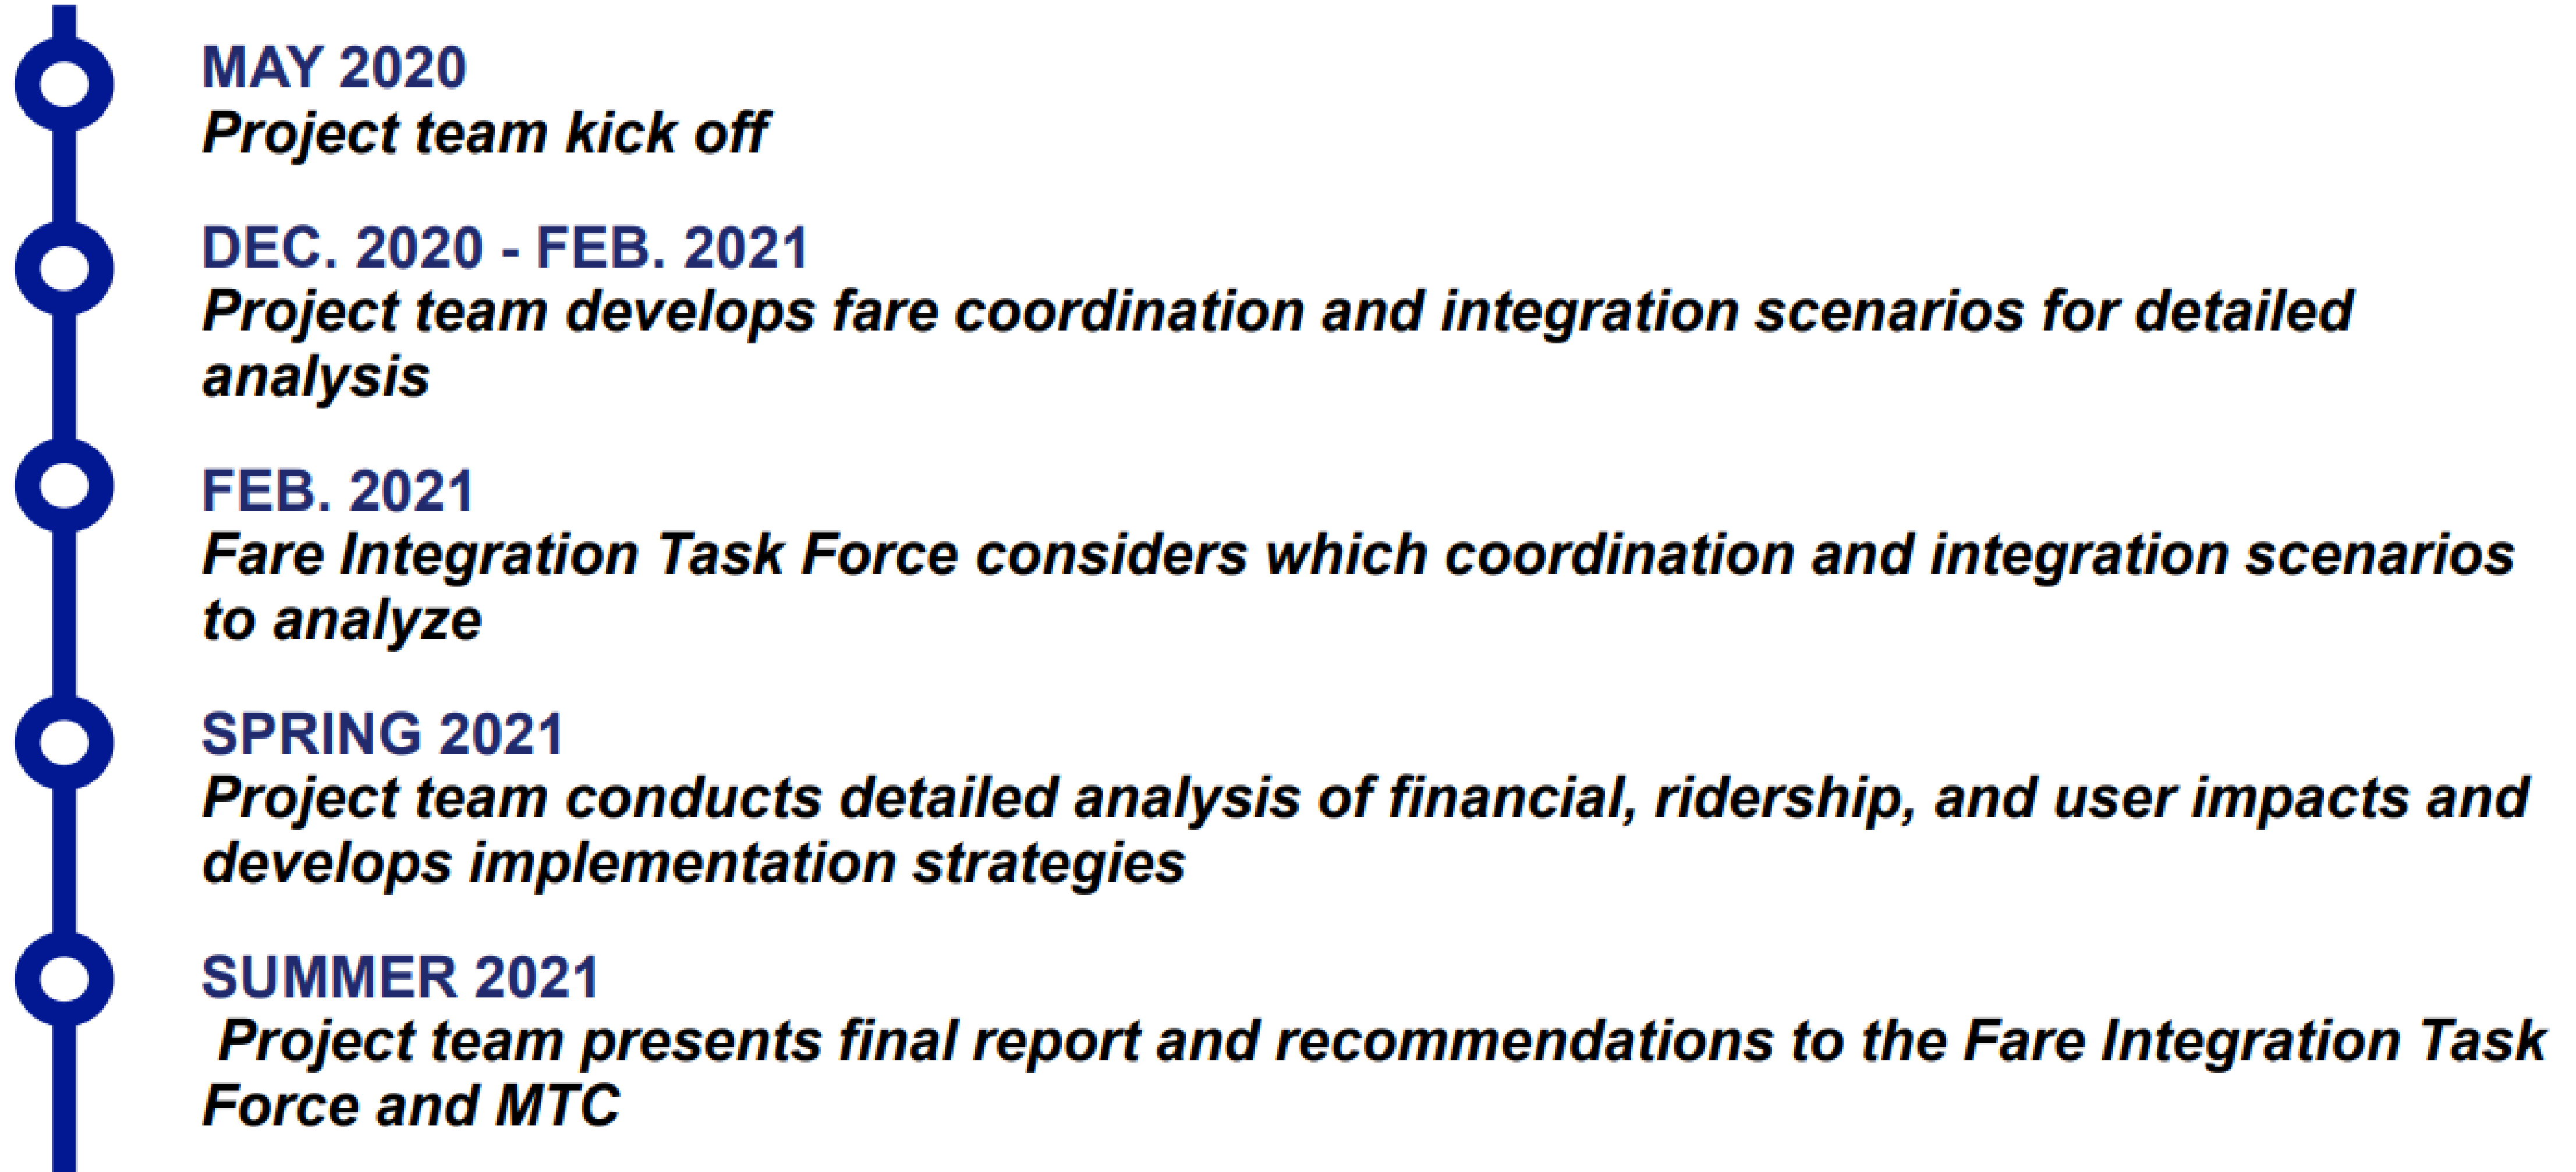 MAY 2020
Project team kick off
DEC. 2020 - FEB. 2021
Project team develops fare coordination and integration scenarios for detailed
analysis
FEB. 2021
Fare Integration Task Force considers which coordination and integration scenarios
to analyze
SPRING 2021
Project team conducts detailed analysis of financial, ridership, and user impacts and
develops implementation strategies
SUMMER 2021
Project team presents final report and recommendations to the Fare Integration Task
Force and MTC